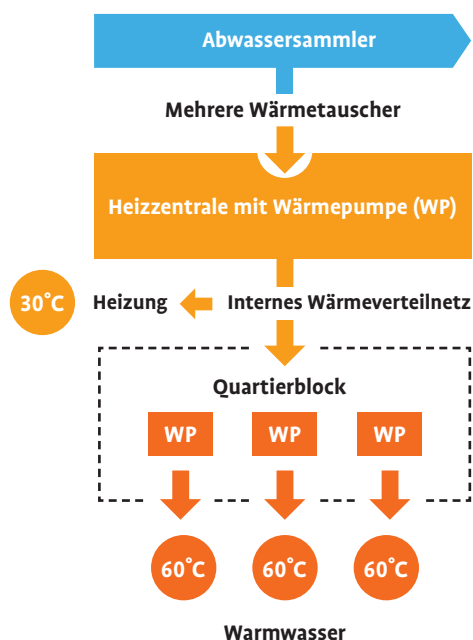 Abwassersammler
Mehrere Wärmetauscher
Heizzentrale mit Wärmepumpe (WP)
30°C Heizung Internes Wärmeverteilnetz
Quartierblock
WP WP WP
60°C 60°C 60°C
Warmwasser